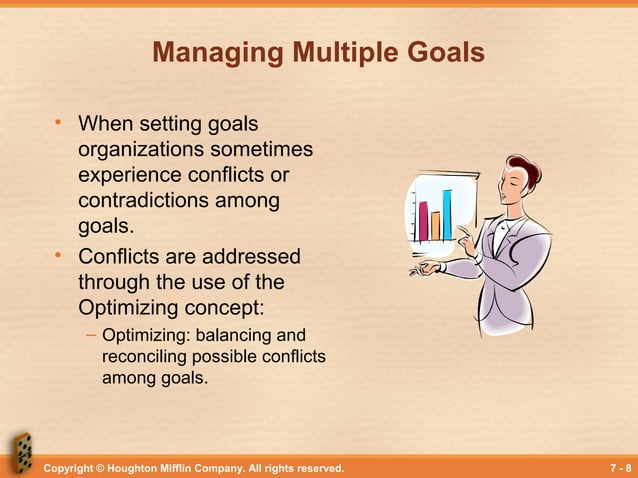 Managing Multiple Goals
• When setting goals
organizations sometimes
experience conflicts or
contradictions among
goals.
• Conflicts are addressed
through the use of the
Optimizing concept:
– Optimizing: balancing and
reconciling possible conflicts
among goals.
Copyright © Houghton Mifflin Company. All rights reserved.
7 - 8